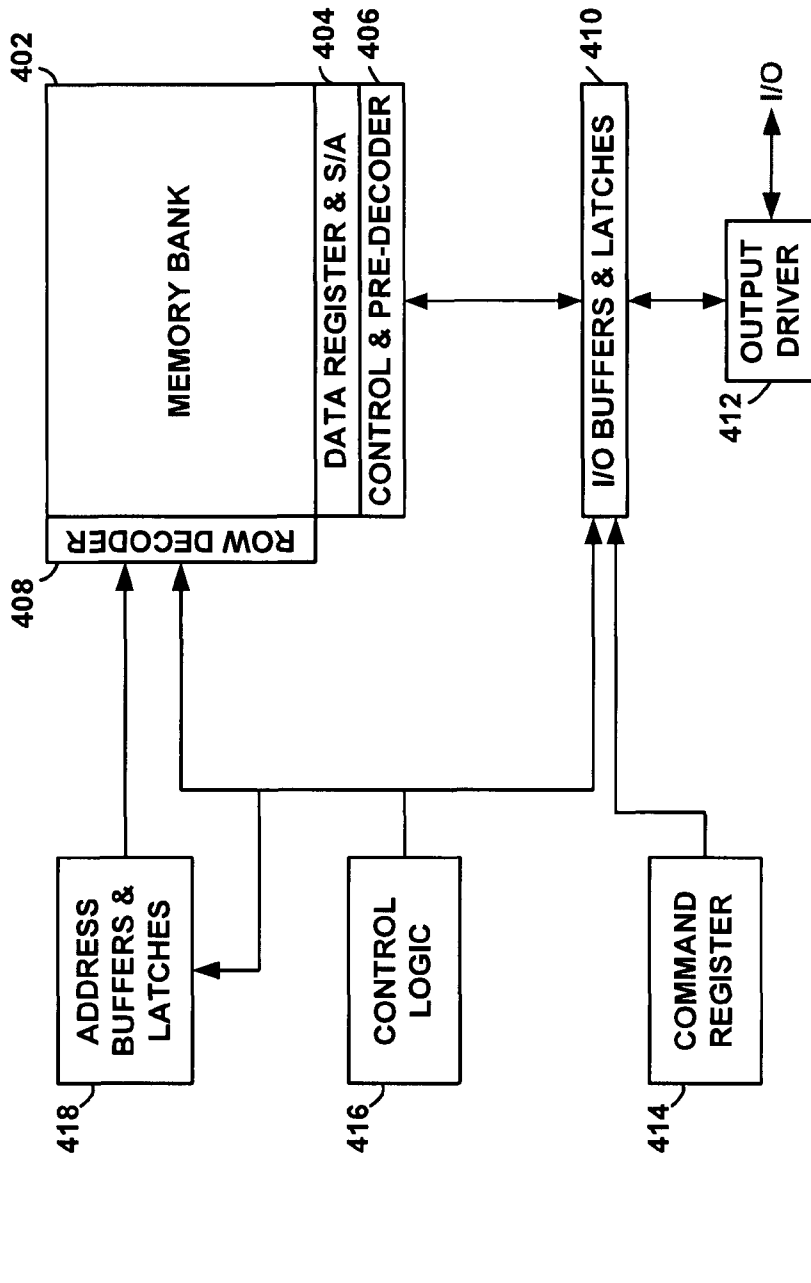 402
MEMORY BANK
404
DATA REGISTER & S/A
406
CONTROL & PRE-DECODER
408
ROW DECODER
410
I/O BUFFERS & LATCHES
I/O
OUTPUT
DRIVER
412
418
ADDRESS
BUFFERS &
LATCHES
416
CONTROL
LOGIC
414
COMMAND
REGISTER